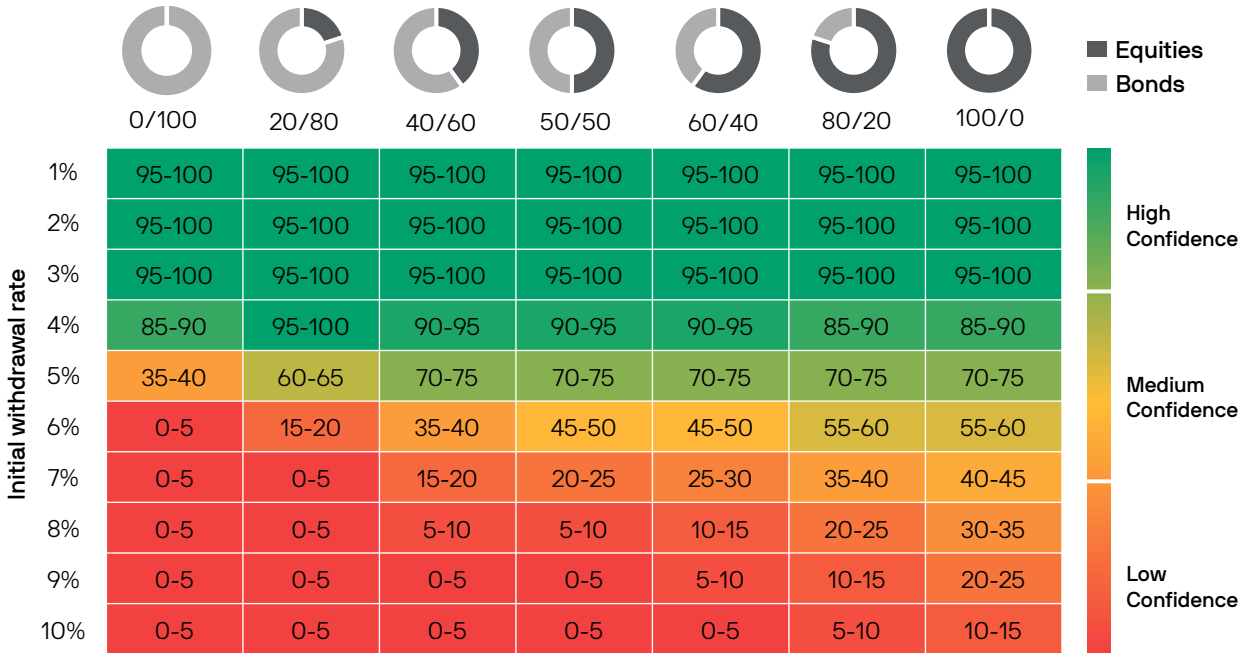 Equities
Bonds
0/100 20/80 40/60 50/50 60/40 80/20 100/0
Initial withdrawal rate
1% 95-100 95-100 95-100 95-100 95-100 95-100 95-100
2% 95-100 95-100 95-100 95-100 95-100 95-100 95-100
3% 95-100 95-100 95-100 95-100 95-100 95-100 95-100
4% 85-90 95-100 90-95 90-95 90-95 85-90 85-90
5% 35-40 60-65 70-75 70-75 70-75 70-75 70-75
6% 0-5 15-20 35-40 45-50 45-50 55-60 55-60
7% 0-5 0-5 15-20 20-25 25-30 35-40 40-45
8% 0-5 0-5 5-10 5-10 10-15 20-25 30-35
9% 0-5 0-5 0-5 0-5 5-10 10-15 20-25
10% 0-5 0-5 0-5 0-5 0-5 5-10 10-15
High
Confidence
Medium
Confidence
Low
Confidence